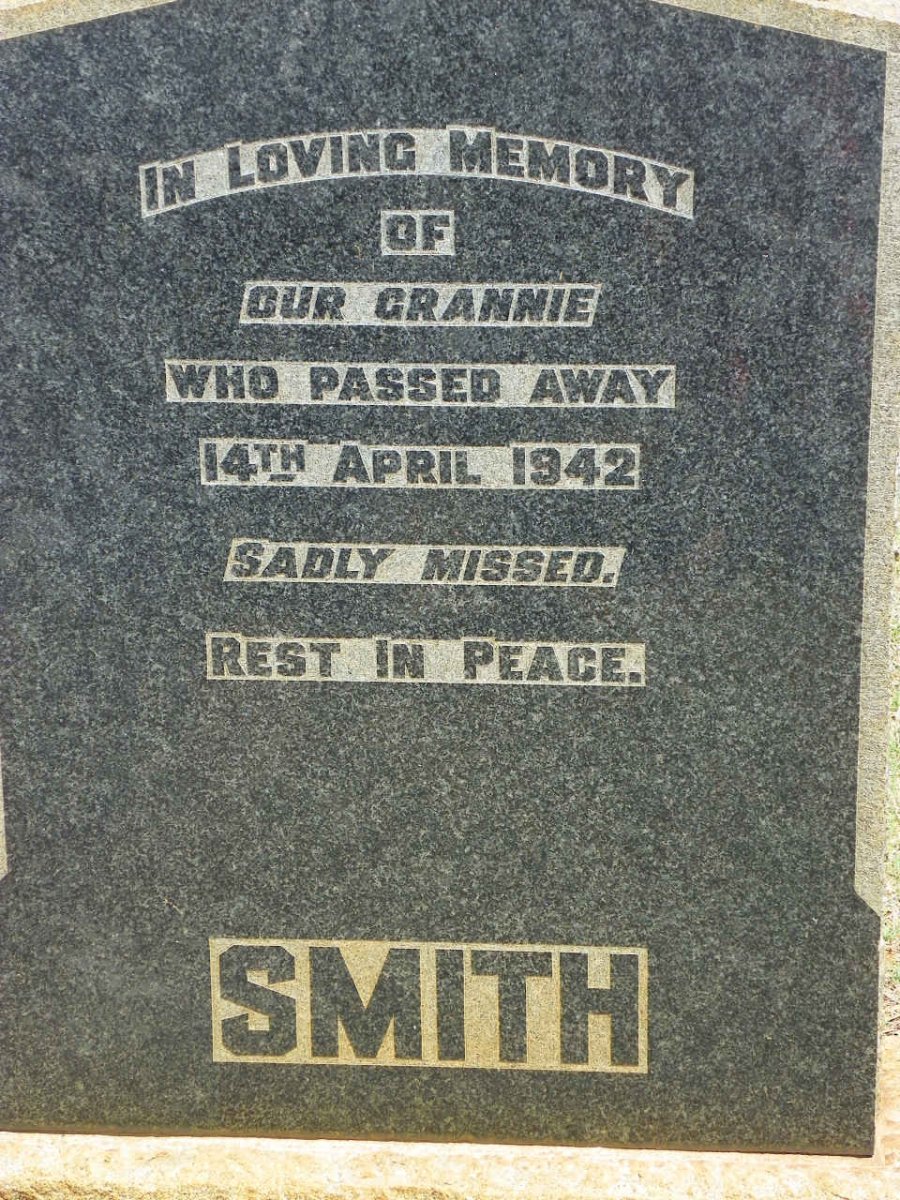 IN LOVING MEMORY
OF
OUR GRANNIE
WHO PASSED AWAY
14TH APRIL 1942
SADLY MISSED.
REST IN PEACE.
SMITH